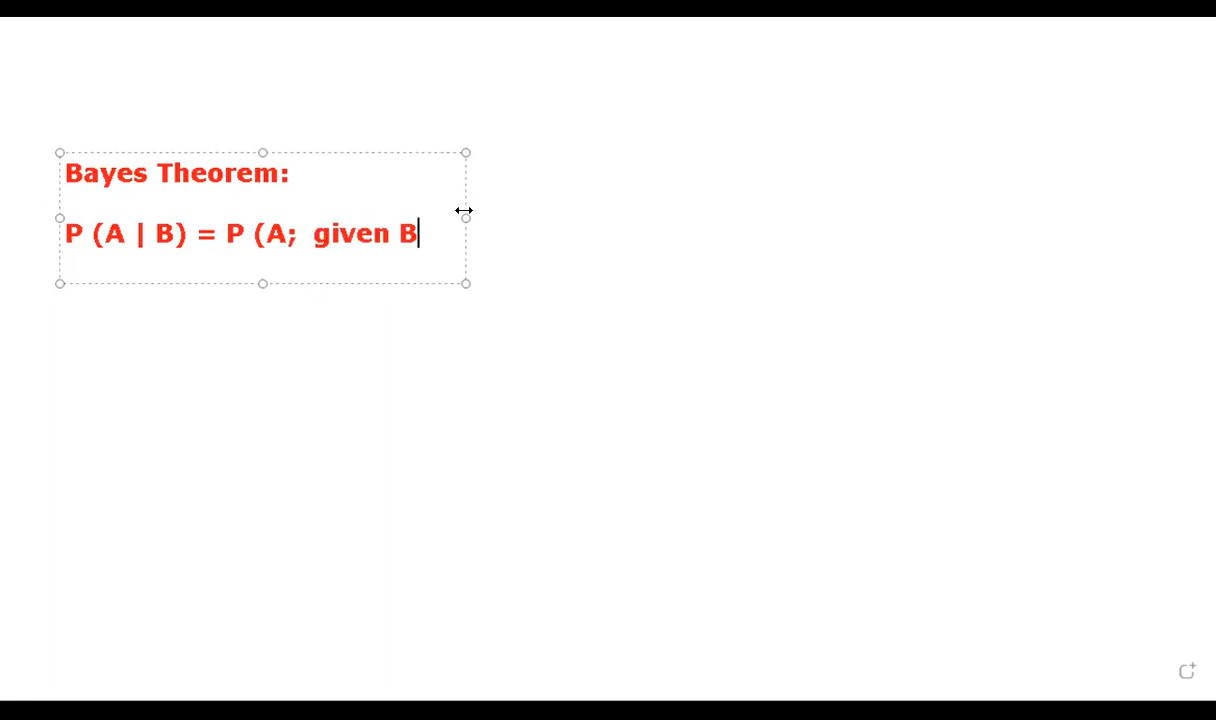 Bayes Theorem:
P (A | B) = P (A;  given B